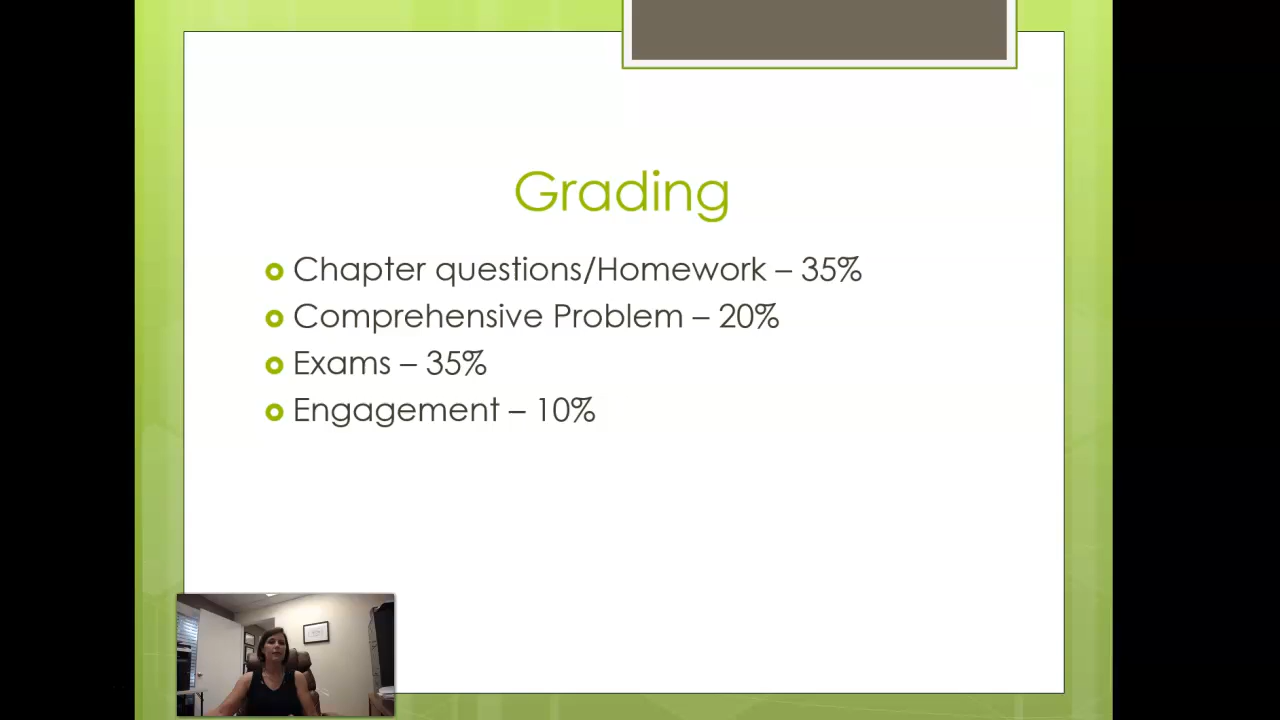 Grading
Chapter questions/Homework – 35%
Comprehensive Problem – 20%
Exams – 35%
Engagement – 10%